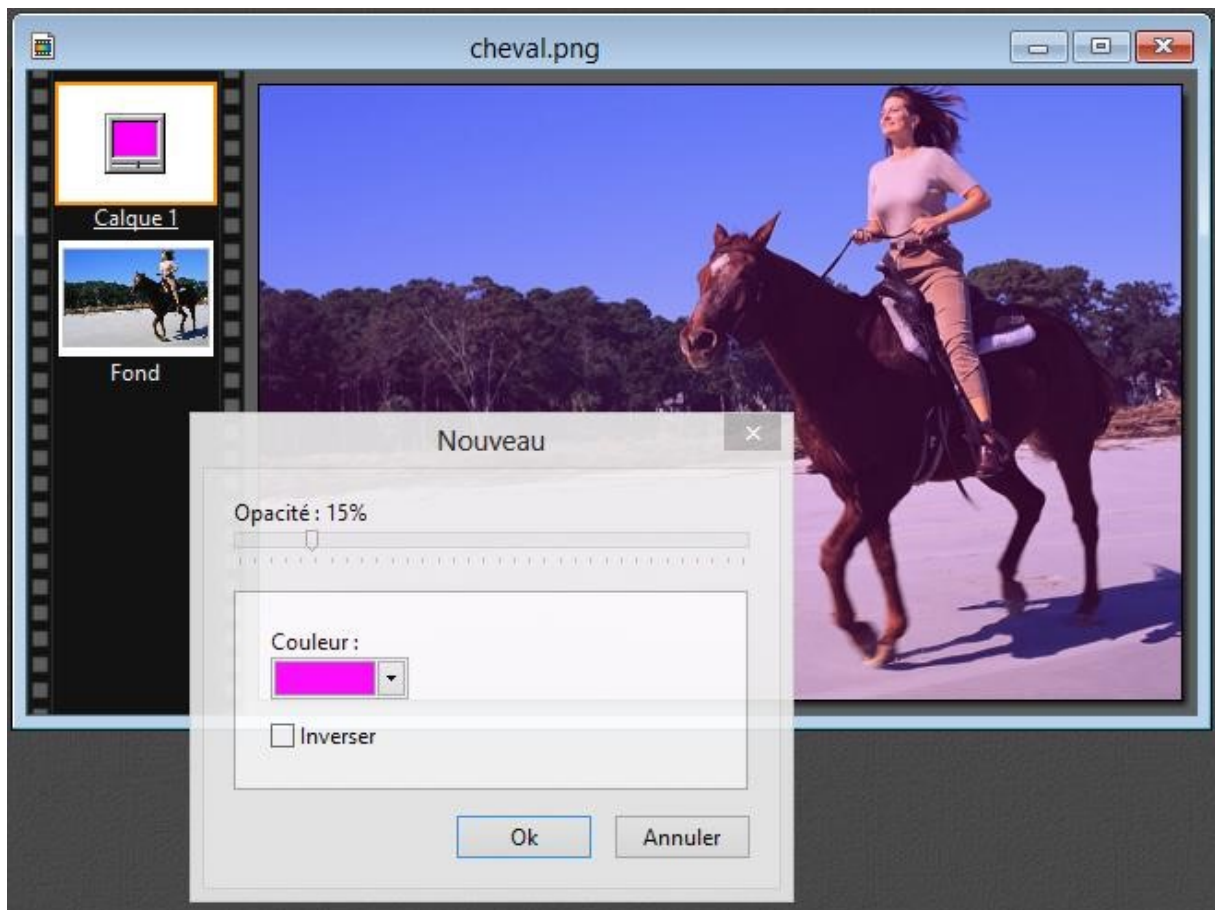 cheval.png
Calque 1
Fond
Nouveau
Opacité : 15%
Couleur :
Inverser
Ok
Annuler